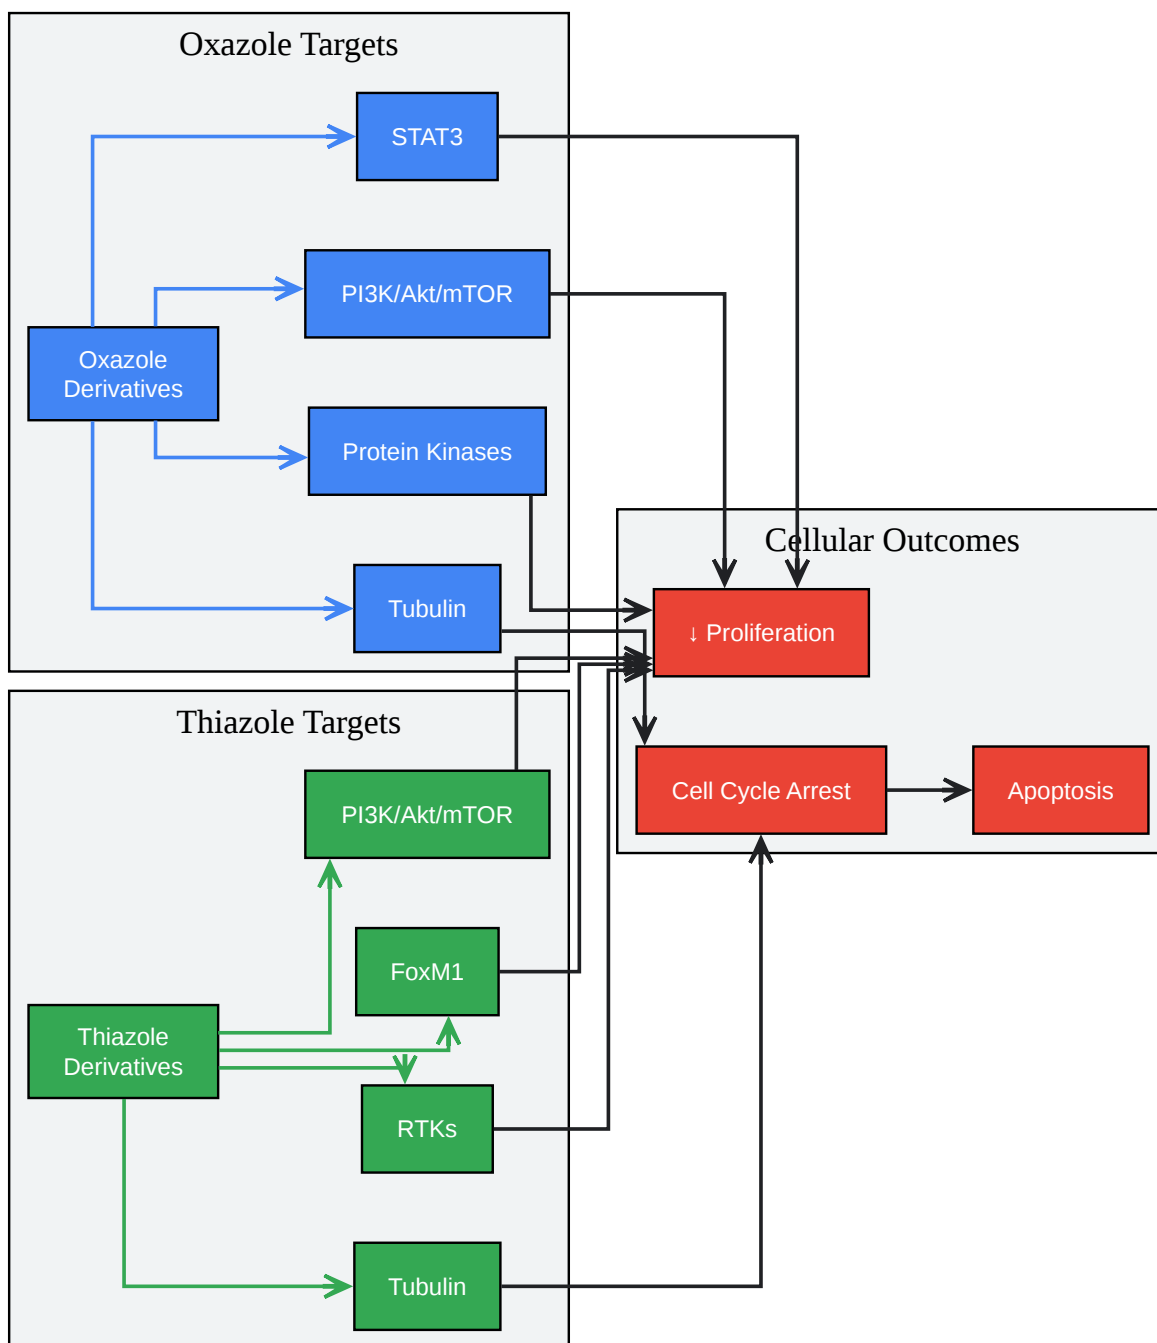 Oxazole Targets
STAT3
PI3K/Akt/mTOR
Oxazole
Derivatives
Protein Kinases
Tubulin
Cellular Outcomes
↓ Proliferation
Cell Cycle Arrest
Apoptosis
Thiazole Targets
PI3K/Akt/mTOR
FoxM1
Thiazole
Derivatives
RTKs
Tubulin